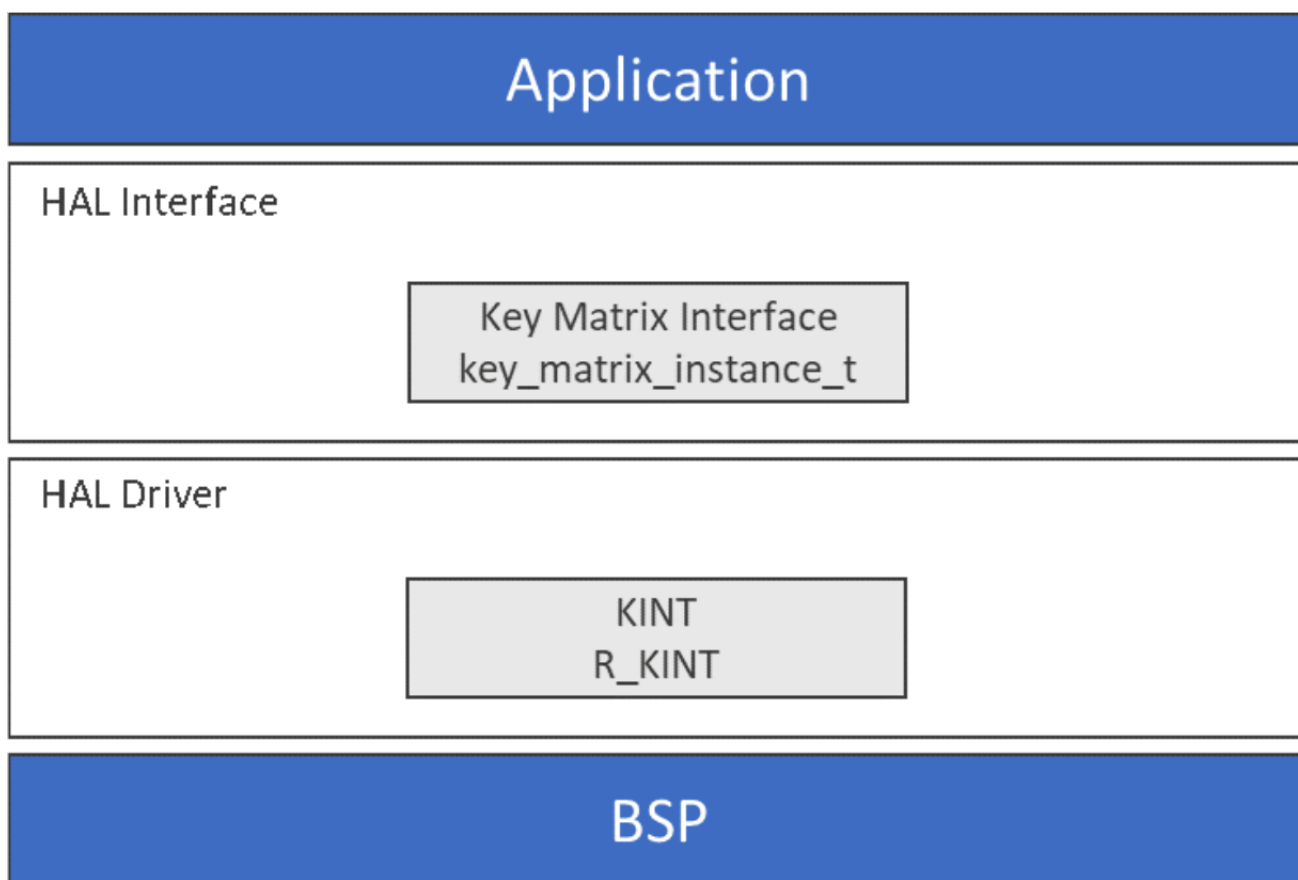 Application
HAL Interface
Key Matrix Interface
key_matrix_instance_t
HAL Driver
KINT
R_KINT
BSP